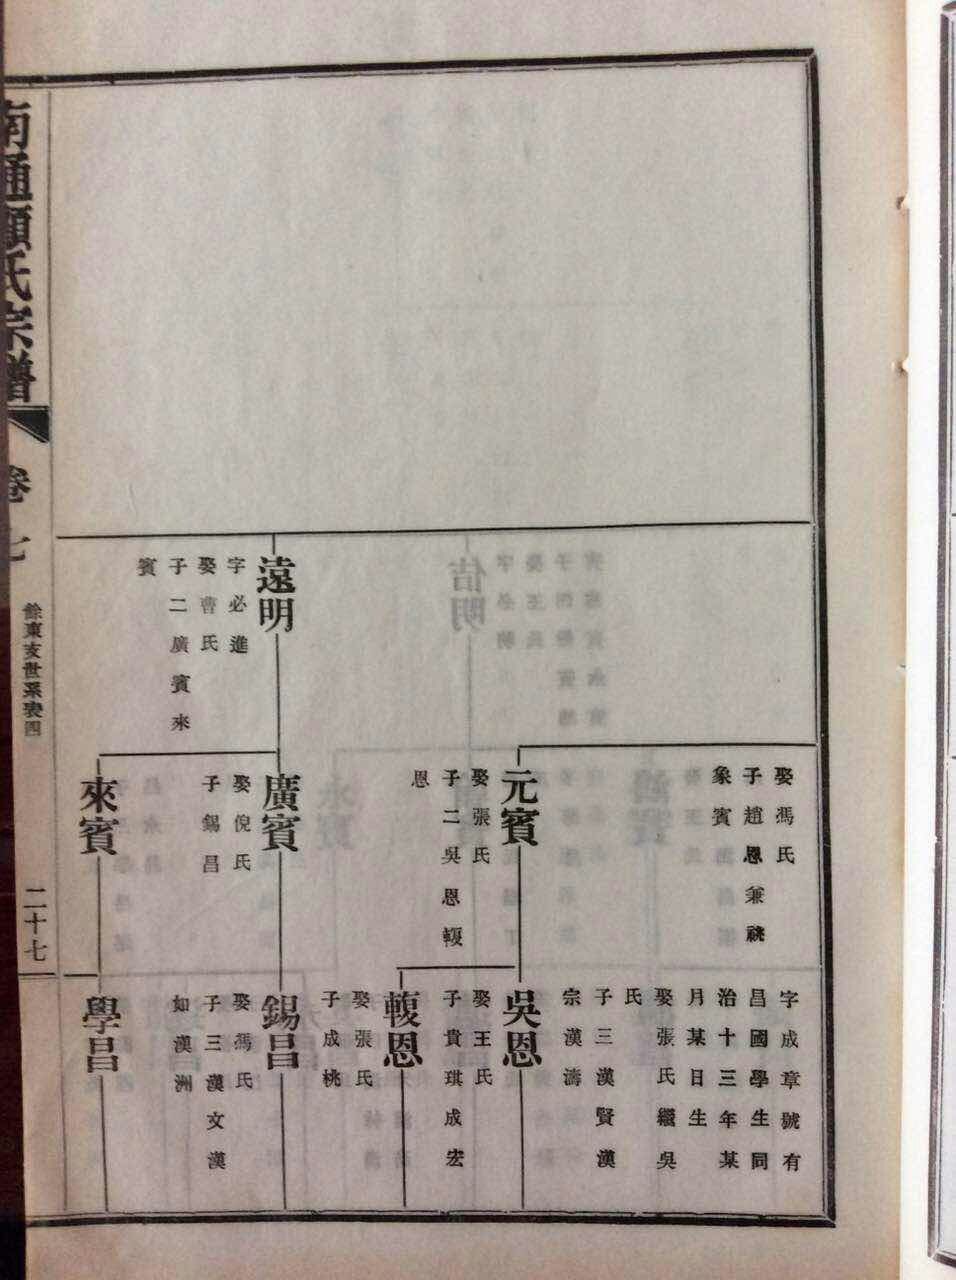 遠明
字必進
娶曹氏
子二廣賓來
賓
娶馮氏
子趙恩兼祧
象賓
元賓
娶張氏
子二吳恩𨌺
恩
廣賓
娶倪氏
子錫昌
來賓
字成章號有
昌國學生同
治十三年某
月某日生
娶張氏繼吳
氏
子三漢賢漢
宗漢濤
吳恩
娶王氏
子貴琪成宏
娶張氏
子成桃
錫昌
娶馮氏
子三漢文漢
如漢洲
學昌
南通顧氏宗譜
卷七
餘東亥世系表四
二十七